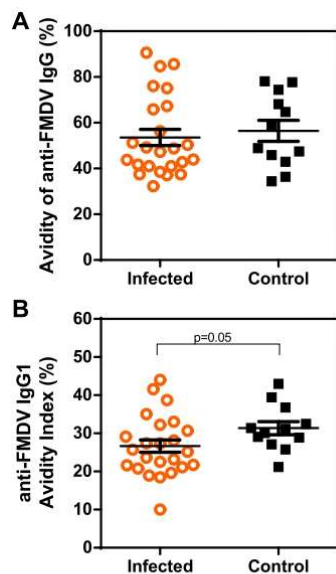 A
Avidity of anti-FMDV IgG (%)
100
80
60
40
20
0
Infected
Control
B
anti-FMDV IgG1
Avidity Index (%)
60
50
40
30
20
10
0
p=0.05
Infected
Control